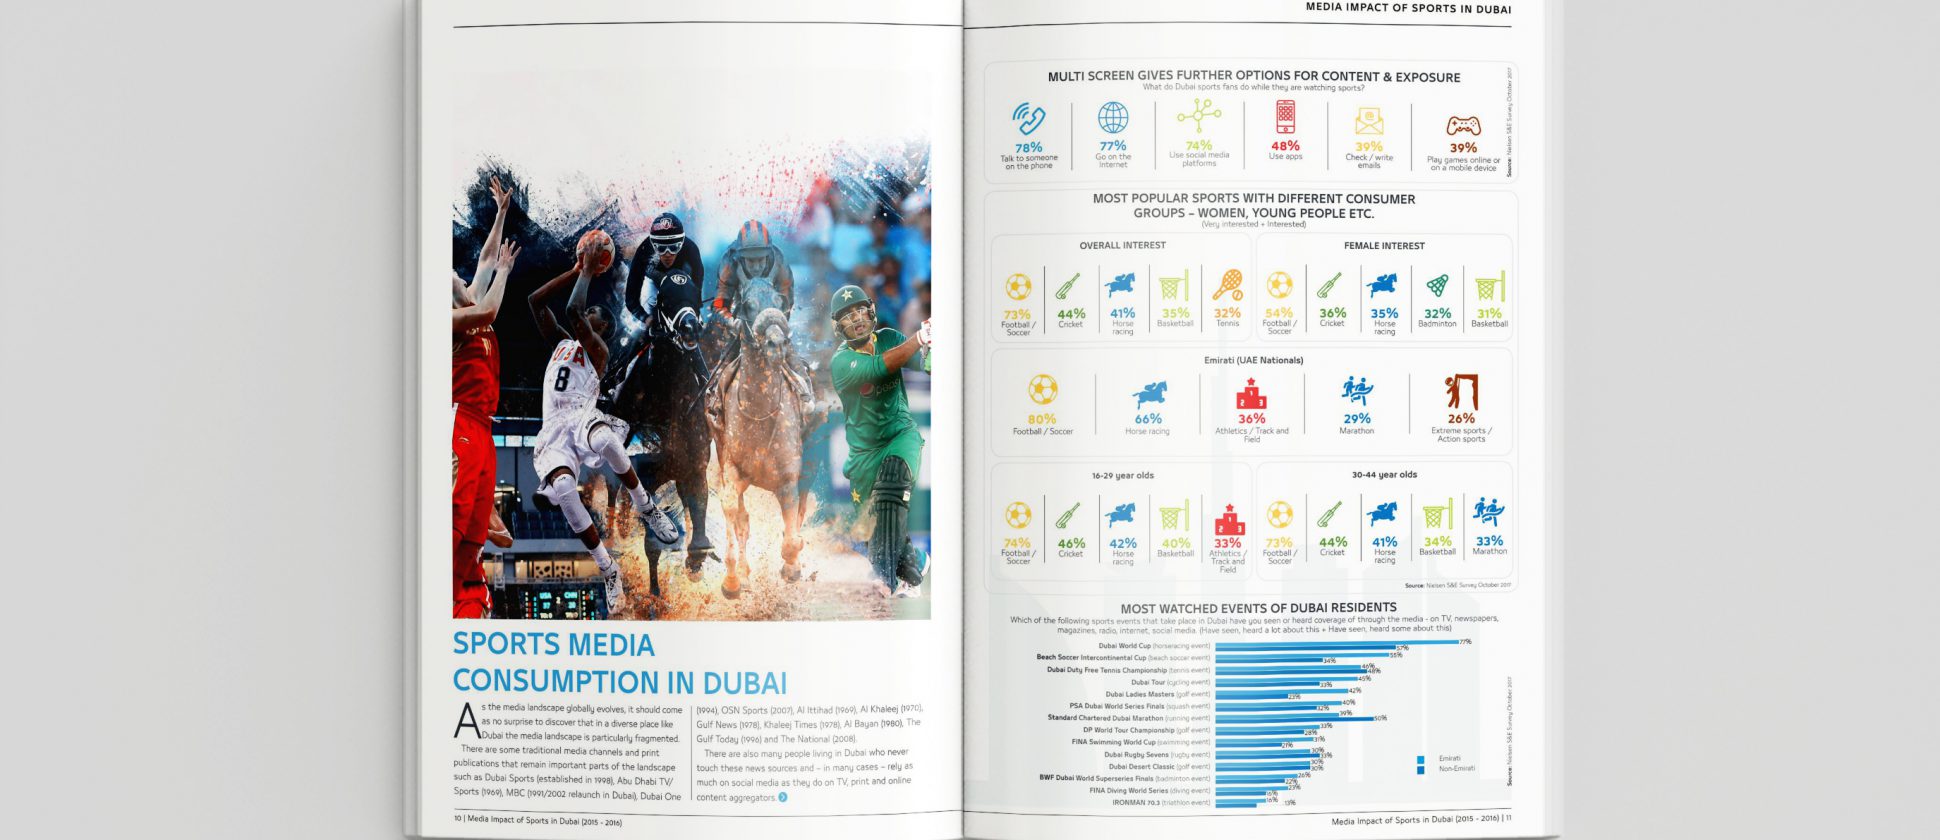 SPORTS MEDIA
CONSUMPTION IN DUBAI
As the media landscape globally evolves, it should come
as no surprise to discover that in a diverse place like
Dubai the media landscape is particularly fragmented.
There are some traditional media channels and print
publications that remain important parts of the landscape
such as Dubai Sports (established in 1998), Abu Dhabi TV/
Sports (1969), MBC (1991/2002 relaunch in Dubai), Dubai One
(1994), OSN Sports (2007), Al Ittihad (1969), Al Khaleej (1970),
Gulf News (1978), Khaleej Times (1978), Al Bayan (1980), The
Gulf Today (1996) and The National (2008).
There are also many people living in Dubai who never
touch these news sources and – in many cases – rely as
much on social media as they do on TV, print and online
content aggregators.
10 | Media Impact of Sports in Dubai (2015 - 2016)
MEDIA IMPACT OF SPORTS IN DUBAI
MULTI SCREEN GIVES FURTHER OPTIONS FOR CONTENT & EXPOSURE
What do Dubai sports fans do while they are watching sports?
78%
Talk to someone
on the phone
77%
Go on the
Internet
74%
Use social media
platforms
48%
Use apps
39%
Check / write
emails
39%
Play games online or
on a mobile device
Source: Nielsen S&E Survey October 2017
MOST POPULAR SPORTS WITH DIFFERENT CONSUMER
GROUPS – WOMEN, YOUNG PEOPLE ETC.
(Very interested + Interested)
OVERALL INTEREST
73%
Football /
Soccer
44%
Cricket
41%
Horse
racing
35%
Basketball
32%
Tennis
FEMALE INTEREST
54%
Football /
Soccer
36%
Cricket
35%
Horse
racing
32%
Badminton
31%
Basketball
Emirati (UAE Nationals)
80%
Football / Soccer
66%
Horse racing
36%
Athletics / Track and
Field
29%
Marathon
26%
Extreme sports /
Action sports
16-29 year olds
74%
Football /
Soccer
46%
Cricket
42%
Horse
racing
40%
Basketball
33%
Athletics /
Track and
Field
30-44 year olds
73%
Football /
Soccer
44%
Cricket
41%
Horse
racing
34%
Basketball
33%
Marathon
Source: Nielsen S&E Survey October 2017
MOST WATCHED EVENTS OF DUBAI RESIDENTS
Which of the following sports events that take place in Dubai have you seen or heard coverage of through the media - on TV, newspapers,
magazines, radio, internet, social media. (Have seen, heard a lot about this + Have seen, heard some about this)
Dubai World Cup (horseracing event) 77% 57%
Beach Soccer Intercontinental Cup (beach soccer event) 55% 34%
Dubai Duty Free Tennis Championship (tennis event) 46% 48%
Dubai Tour (cycling event) 45% 33%
Dubai Ladies Masters (golf event) 42% 23%
PSA Dubai World Series Finals (squash event) 40% 32%
Standard Chartered Dubai Marathon (running event) 39% 50%
DP World Tour Championship (golf event) 33% 28%
FINA Swimming World Cup (swimming event) 31% 21%
Dubai Rugby Sevens (rugby event) 30% 33%
Dubai Desert Classic (golf event) 30% 30%
BWF Dubai World Superseries Finals (badminton event) 26% 22%
FINA Diving World Series (diving event) 23%
IRONMAN 70.3 (triathlon event) 16% 13%
Emirati
Non-Emirati
Source: Nielsen S&E Survey October 2017
Media Impact of Sports in Dubai (2015 - 2016) | 11
8
pepsi